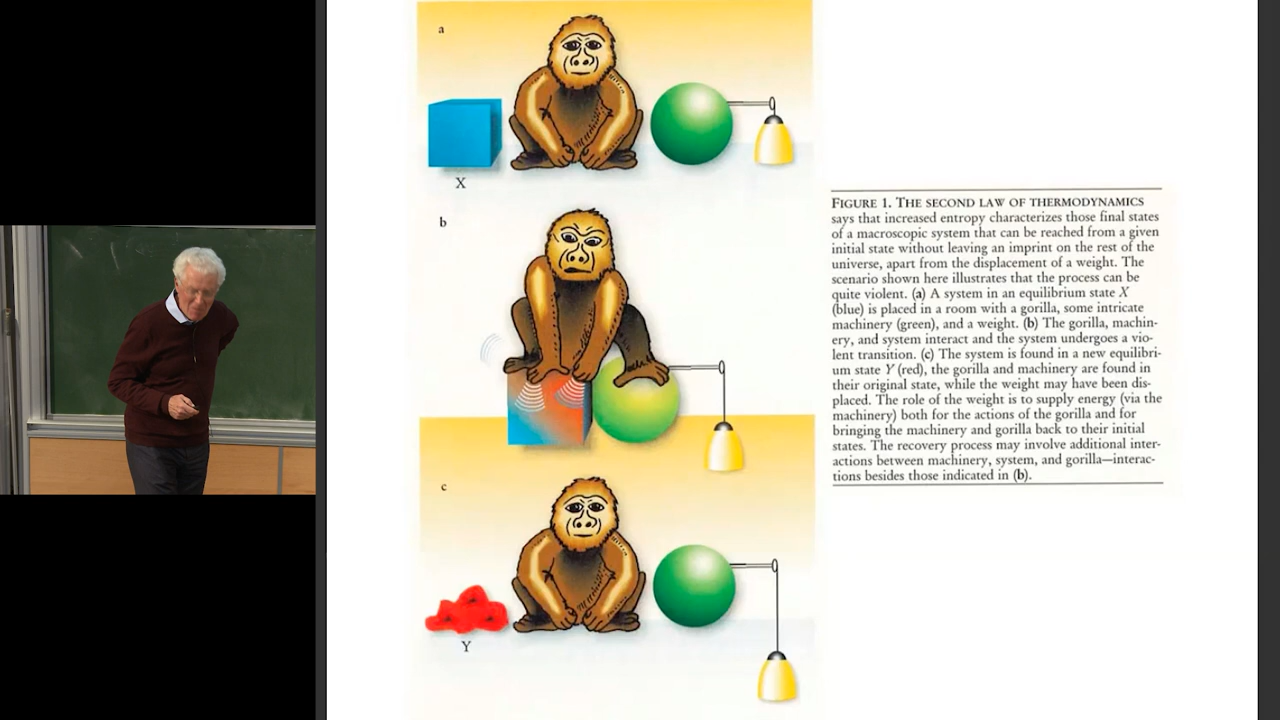 a
X
b
c
Y
FIGURE 1. THE SECOND LAW OF THERMODYNAMICS
says that increased entropy characterizes those final states
of a macroscopic system that can be reached from a given
initial state without leaving an imprint on the rest of the
universe, apart from the displacement of a weight. The
scenario shown here illustrates that the process can be
quite violent. (a) A system in an equilibrium state X
(blue) is placed in a room with a gorilla, some intricate
machinery (green), and a weight. (b) The gorilla, machin-
ery, and system interact and the system undergoes a vio-
lent transition. (c) The system is found in a new equilibri-
um state Y (red), the gorilla and machinery are found in
their original state, while the weight may have been dis-
placed. The role of the weight is to supply energy (via the
machinery) both for the actions of the gorilla and for
bringing the machinery and gorilla back to their initial
states. The recovery process may involve additional inter-
actions between machinery, system, and gorilla—interac-
tions besides those indicated in (b).